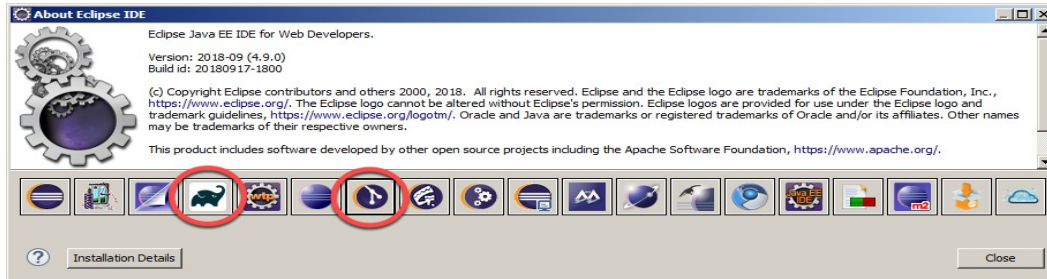 About Eclipse IDE
Eclipse Java EE IDE for Web Developers.
Version: 2018-09 (4.9.0)
Build id: 20180917-1800
(c) Copyright Eclipse contributors and others 2000, 2018.  All rights reserved. Eclipse and the Eclipse logo are trademarks of the Eclipse Foundation, Inc.,
https://www.eclipse.org/. The Eclipse logo cannot be altered without Eclipse's permission. Eclipse logos are provided for use under the Eclipse logo and
trademark guidelines, https://www.eclipse.org/logotm/. Oracle and Java are trademarks or registered trademarks of Oracle and/or its affiliates. Other names
may be trademarks of their respective owners.
This product includes software developed by other open source projects including the Apache Software Foundation, https://www.apache.org/.
wtp
Java EE
IDE
m2
?
Installation Details
Close